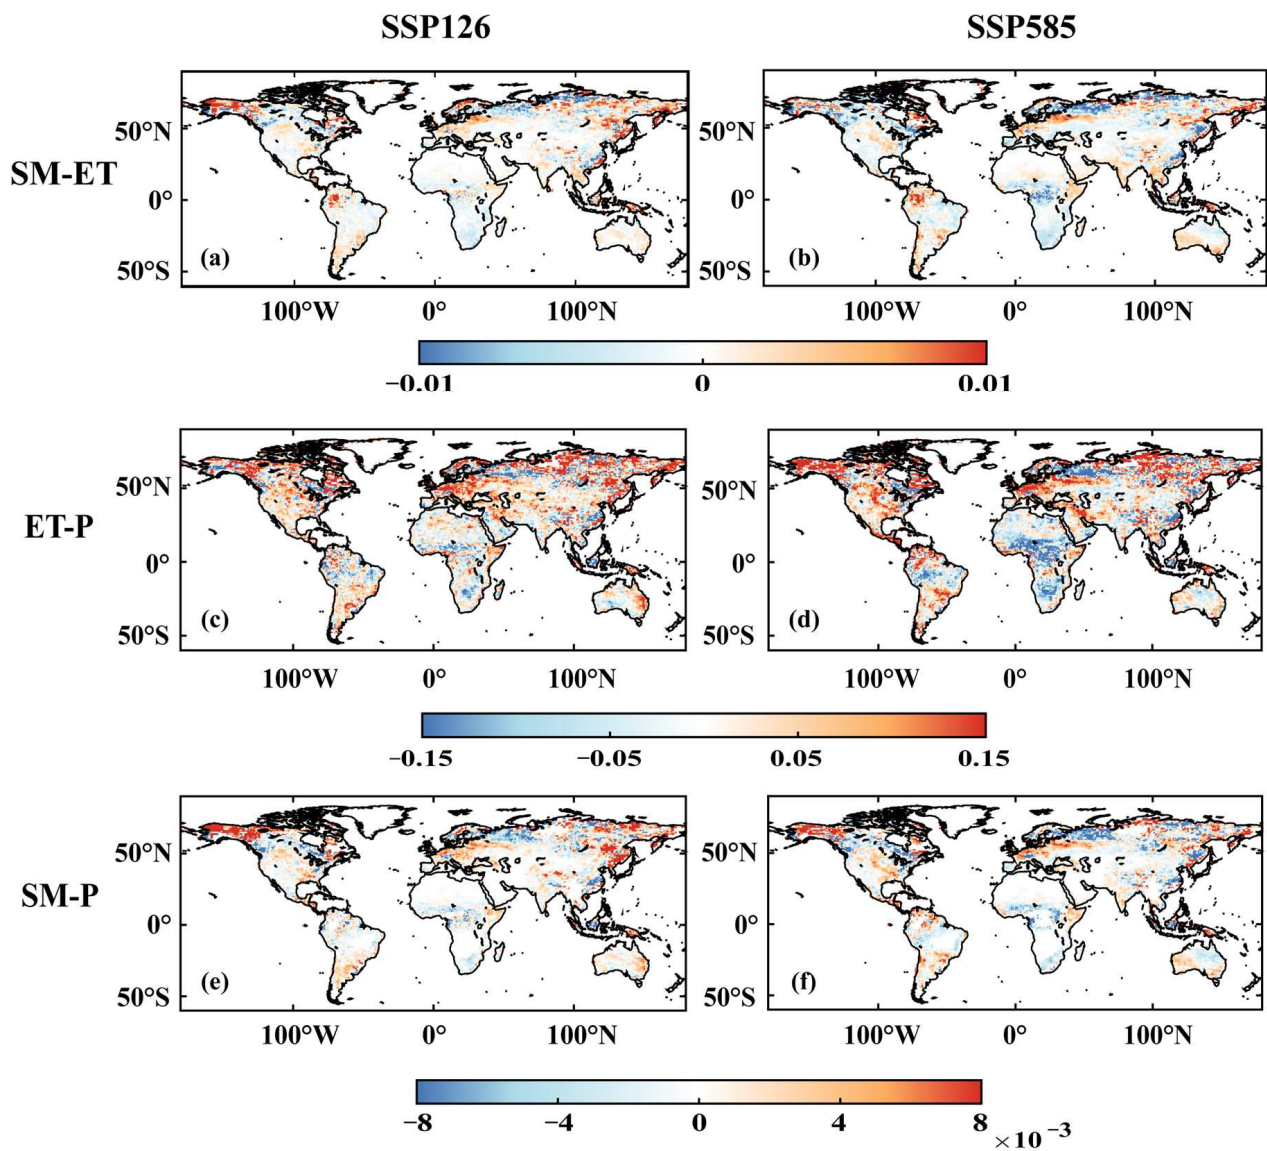 SSP126 SSP585
SM-ET
50°N 0° 50°S (a) 50°N 0° 50°S (b)
100°W 0° 100°N 100°W 0° 100°N
−0.01 0 0.01
ET-P
50°N 0° 50°S (c) 50°N 0° 50°S (d)
100°W 0° 100°N 100°W 0° 100°N
−0.15 −0.05 0.05 0.15
SM-P
50°N 0° 50°S (e) 50°N 0° 50°S (f)
100°W 0° 100°N 100°W 0° 100°N
−8 −4 0 4 8
×10⁻³